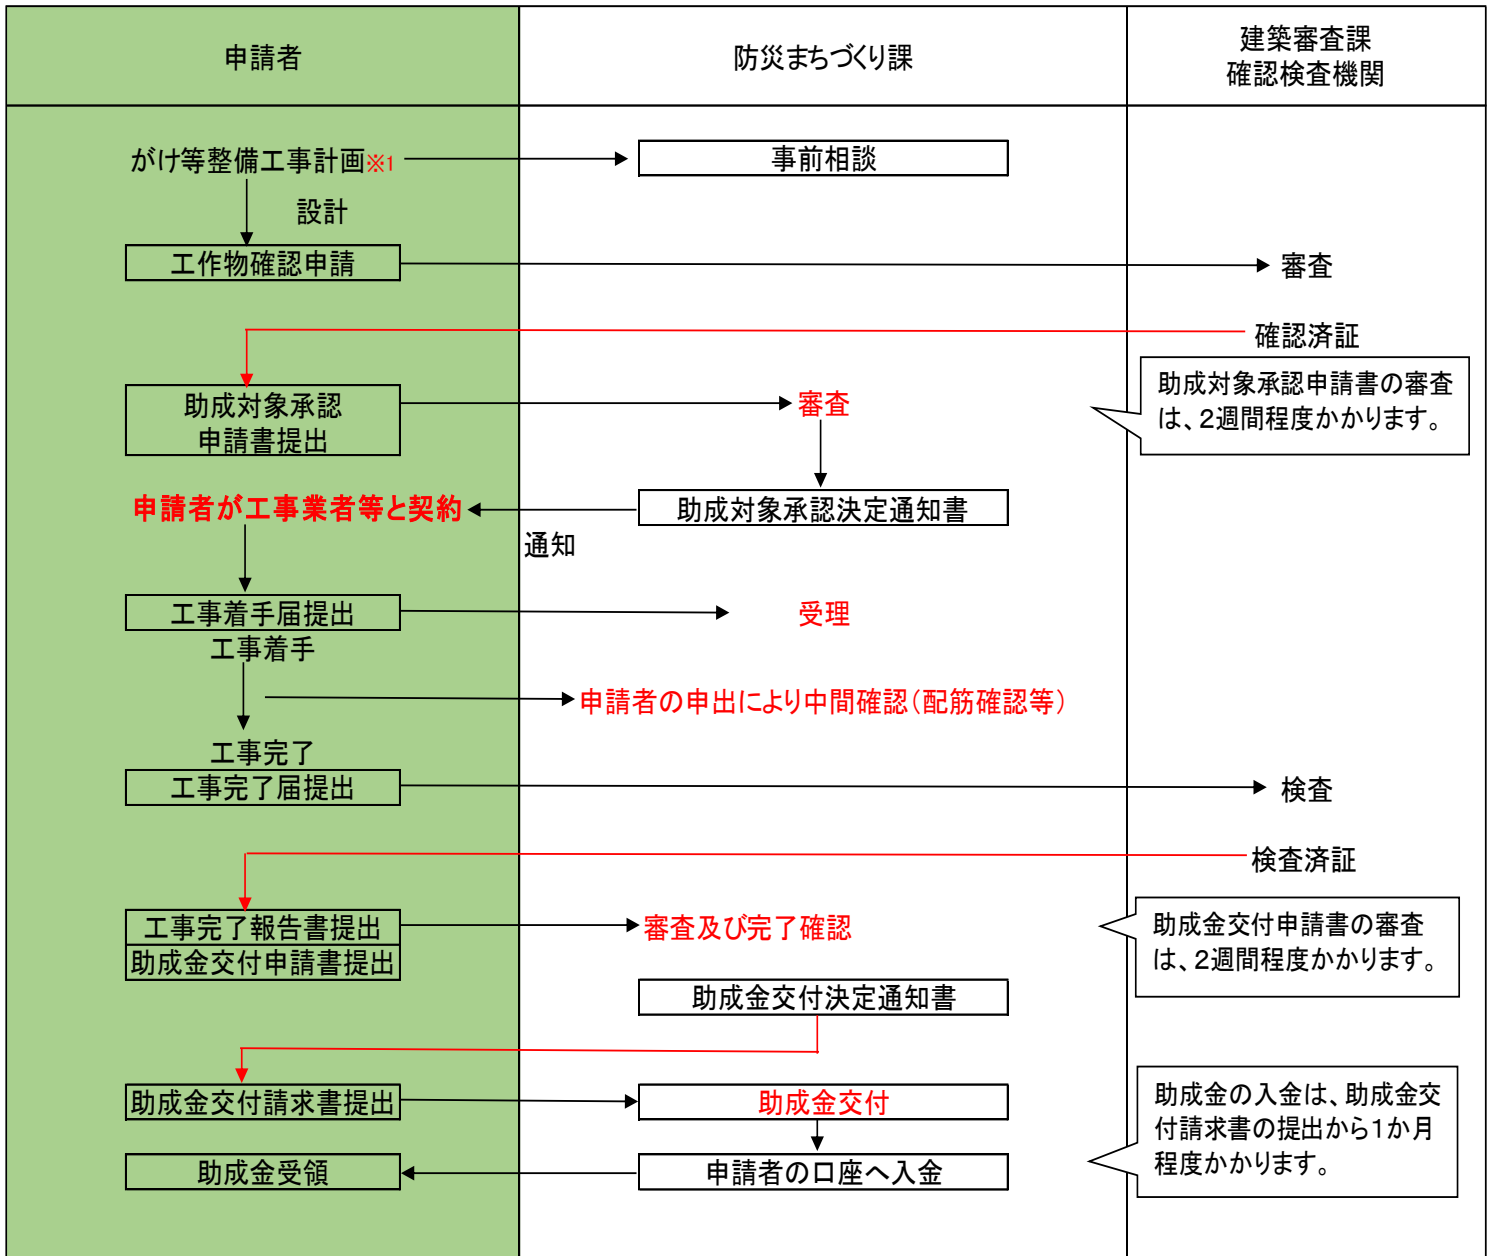 申請者
防災まちづくり課
建築審査課
確認検査機関
がけ等整備工事計画※1
事前相談
設計
工作物確認申請
審査
確認済証
助成対象承認
申請書提出
審査
助成対象承認申請書の審査
は、2週間程度かかります。
申請者が工事業者等と契約
助成対象承認決定通知書
通知
工事着手届提出
受理
工事着手
申請者の申出により中間確認(配筋確認等)
工事完了
工事完了届提出
検査
検査済証
工事完了報告書提出
審査及び完了確認
助成金交付申請書提出
助成金交付申請書の審査
は、2週間程度かかります。
助成金交付決定通知書
助成金交付請求書提出
助成金交付
助成金の入金は、助成金交
付請求書の提出から1か月
程度かかります。
助成金受領
申請者の口座へ入金